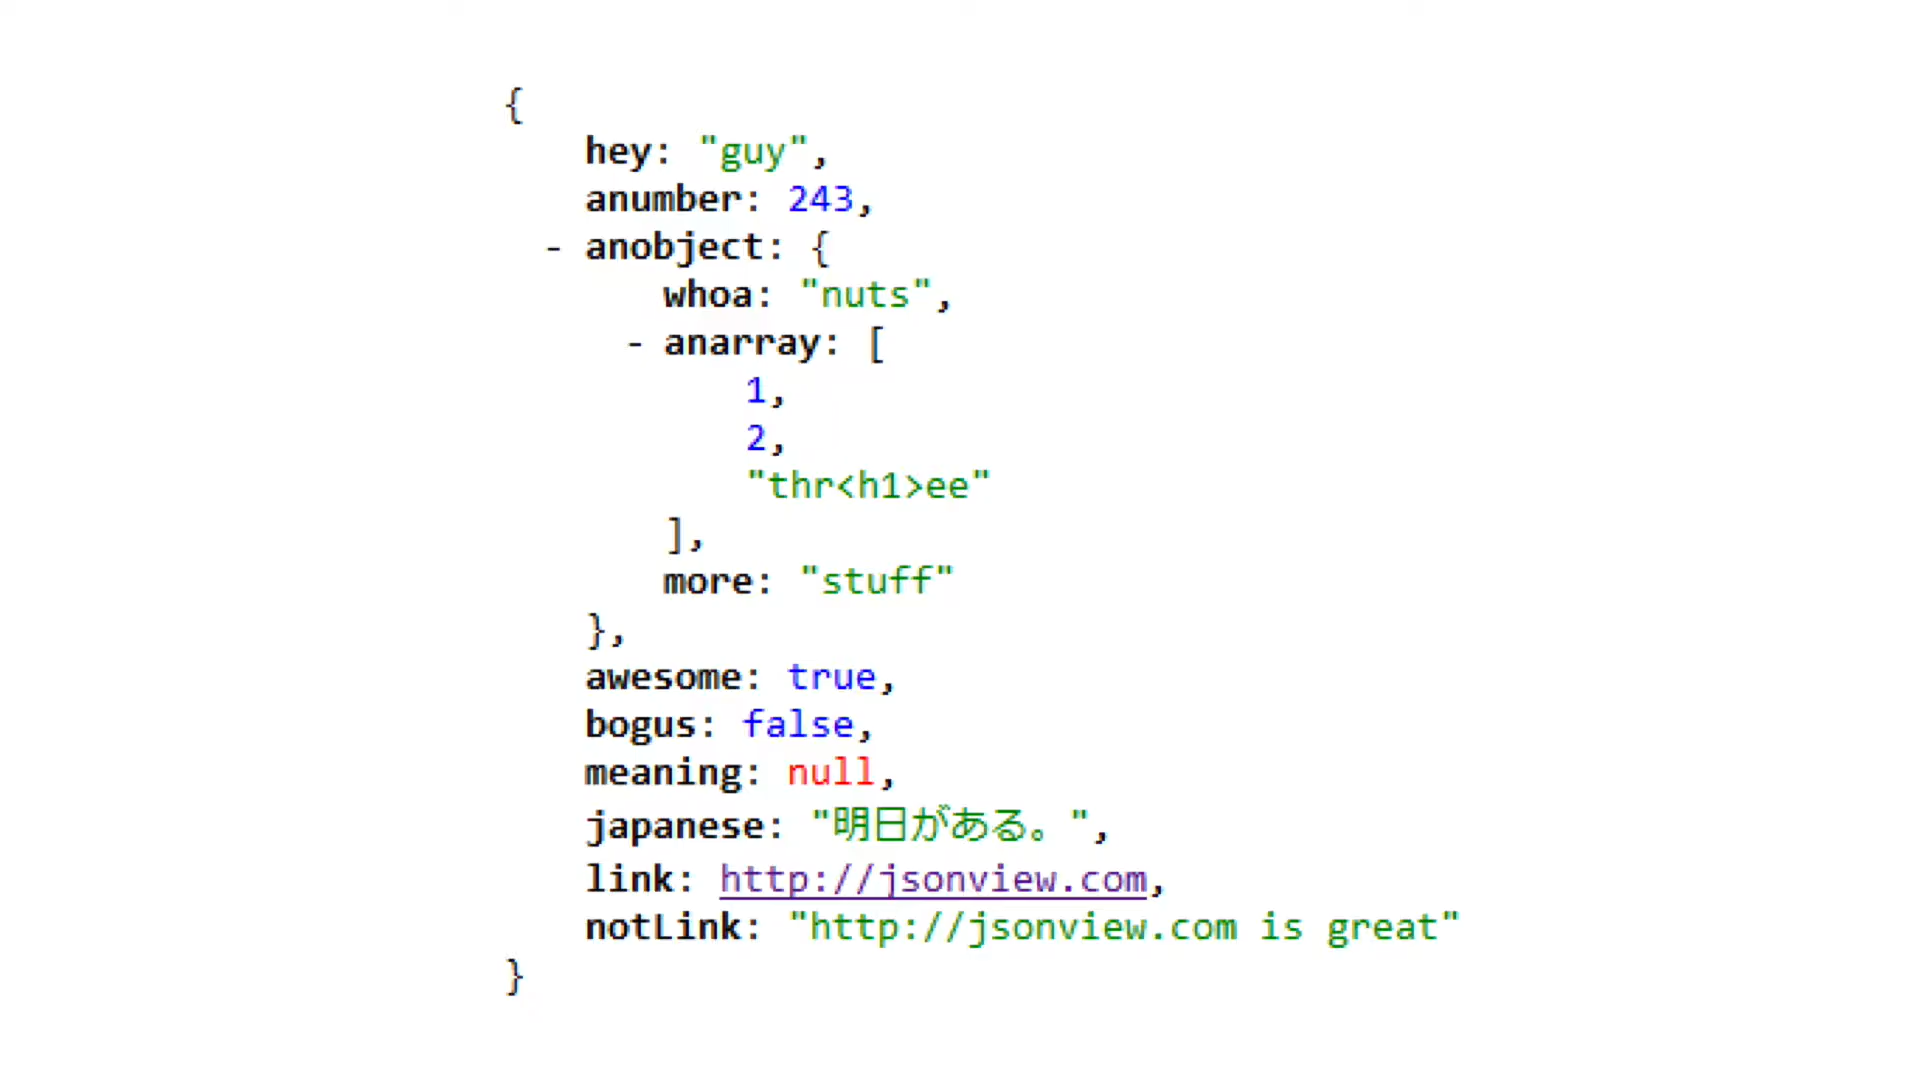 {
hey: "guy",
anumber: 243,
- anobject: {
whoa: "nuts",
- anarray: [
1,
2,
"thr<h1>ee"
],
more: "stuff"
},
awesome: true,
bogus: false,
meaning: null,
japanese: "明日がある。",
link: http://jsonview.com,
notLink: "http://jsonview.com is great"
}